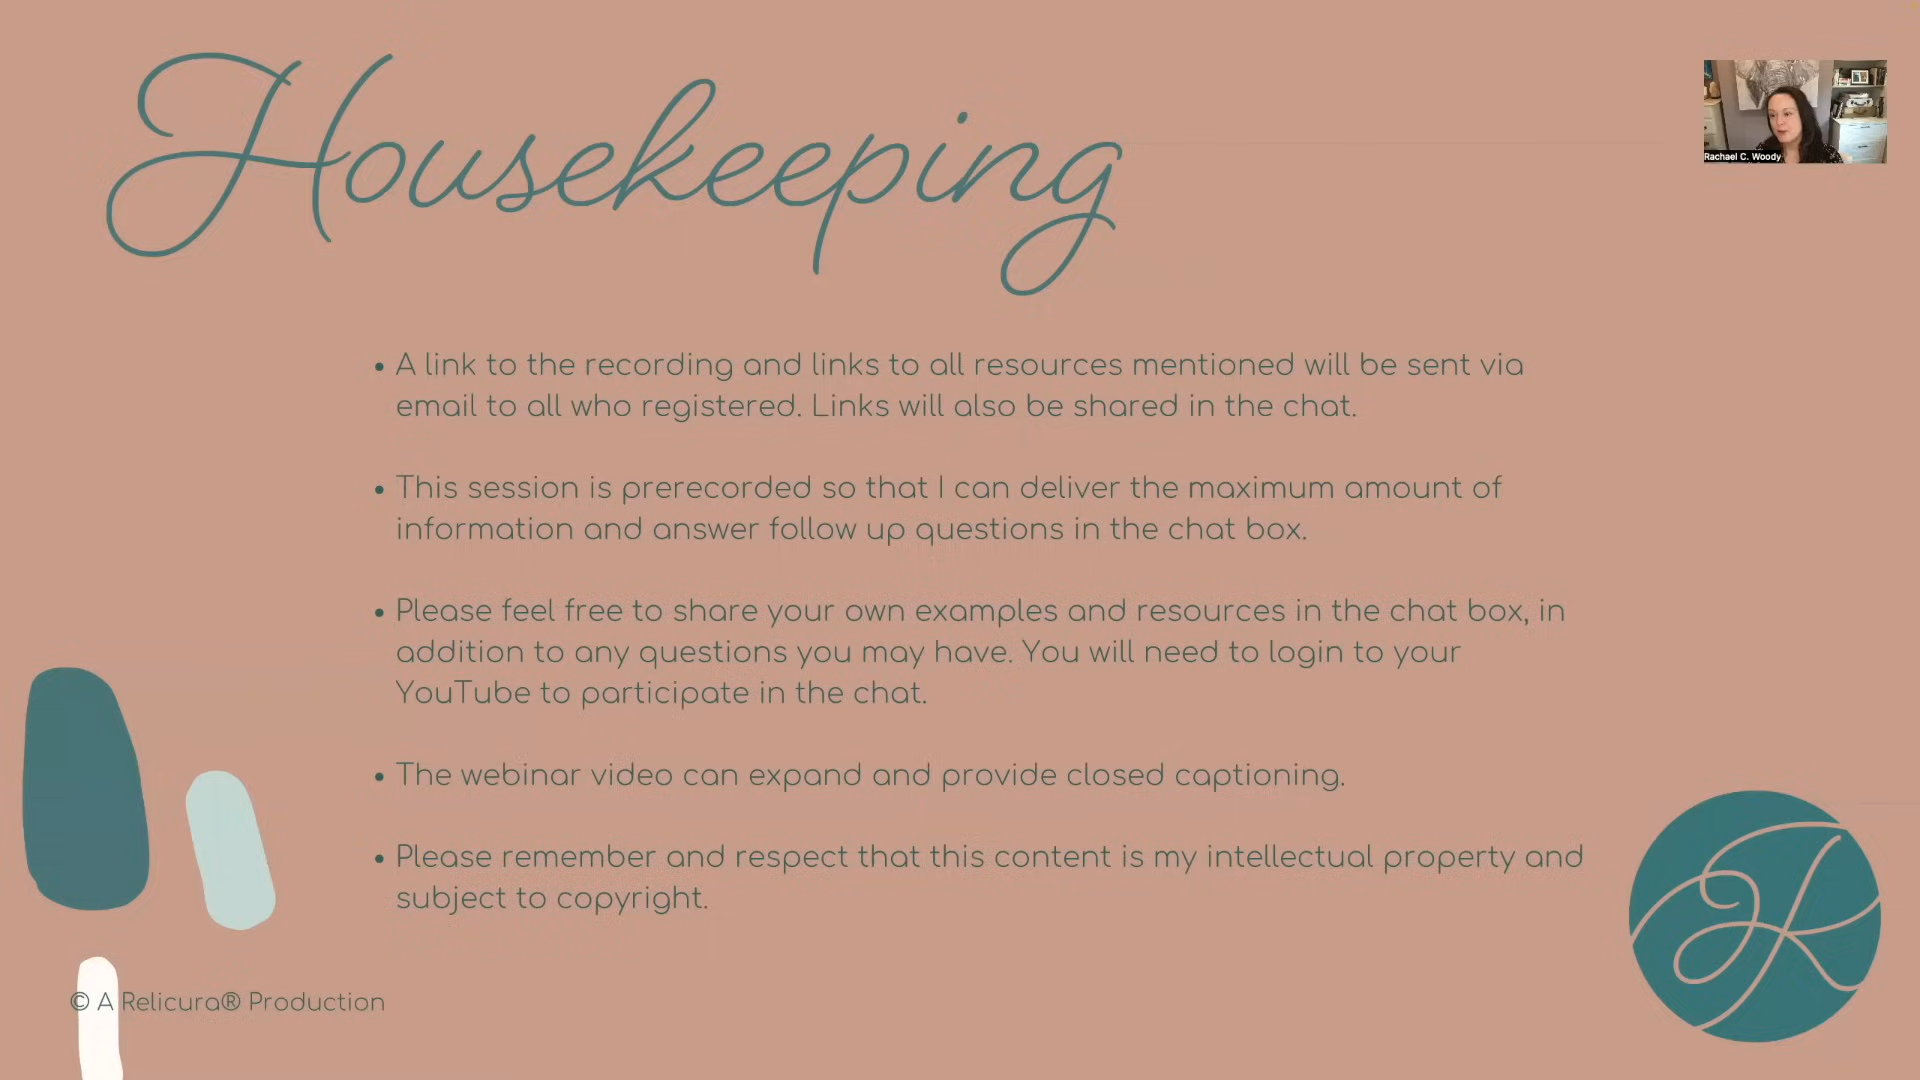 Housekeeping
Rachael C. Woody
• A link to the recording and links to all resources mentioned will be sent via
email to all who registered. Links will also be shared in the chat.
• This session is prerecorded so that I can deliver the maximum amount of
information and answer follow up questions in the chat box.
• Please feel free to share your own examples and resources in the chat box, in
addition to any questions you may have. You will need to login to your
YouTube to participate in the chat.
• The webinar video can expand and provide closed captioning.
• Please remember and respect that this content is my intellectual property and
subject to copyright.
© A Relicura® Production
R